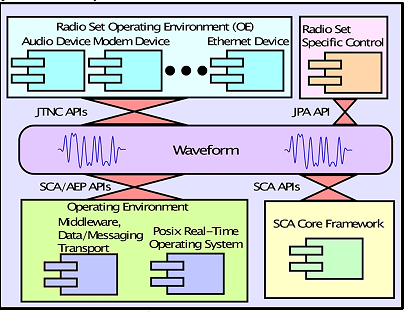 Radio Set Operating Environment (OE)
Audio Device Modem Device Ethernet Device
Radio Set
Specific Control
JTNC APIs
JPA API
Waveform
SCA/AEP APIs
SCA APIs
Operating Environment
Middleware,
Data/Messaging
Transport
Posix Real-Time
Operating System
SCA Core Framework